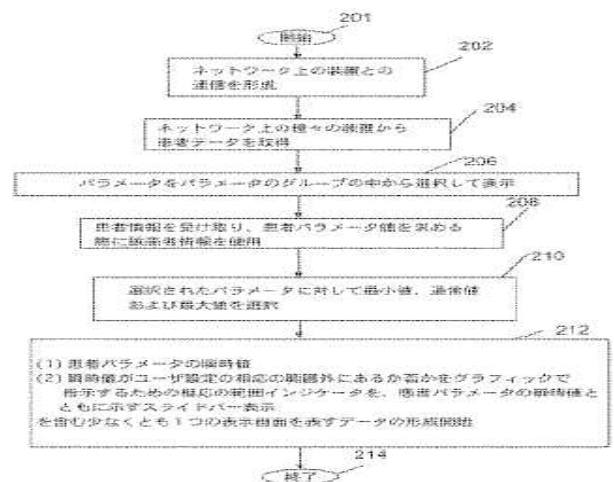 201
開始
202
ネットワーク上の装置との
通信を形成
204
ネットワーク上の種々の装置から
患者データを取得
206
パラメータをパラメータのグループの中から選択して表示
208
患者情報を受け取り、患者パラメータ値を求める
際に該患者情報を使用
210
選択されたパラメータに対して最小値、通常値
および最大値を選択
212
(1) 患者パラメータの瞬時値
(2) 瞬時値がユーザ設定の相応の範囲外にあるか否かをグラフィックで
指示するための相応の範囲インジケータを、患者パラメータの瞬時値と
ともに示すスライドバー表示
を含む少なくとも1つの表示画面を表すデータの形成開始
214
終了